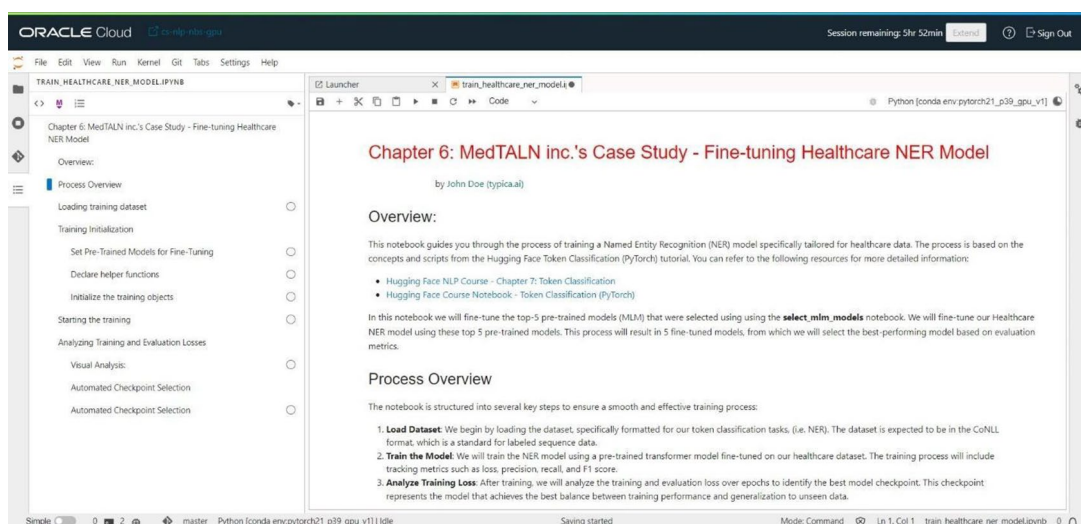 ORACLE Cloud
cx-nlp-nbs-gpu
Session remaining: 5hr 52min
Extend
Sign Out
File Edit View Run Kernel Git Tabs Settings Help
TRAIN_HEALTHCARE_NER_MODEL.IPYNB
Chapter 6: MedTALN inc.'s Case Study - Fine-tuning Healthcare
NER Model
Overview:
Process Overview
Loading training dataset
Training Initialization
Set Pre-Trained Models for Fine-Tuning
Declare helper functions
Initialize the training objects
Starting the training
Analyzing Training and Evaluation Losses
Visual Analysis:
Automated Checkpoint Selection
Automated Checkpoint Selection
Launcher
train_healthcare_ner_model.i
Code
Python [conda env:pytorch21_p39_gpu_v1]
Chapter 6: MedTALN inc.'s Case Study - Fine-tuning Healthcare NER Model
by John Doe (typica.ai)
Overview:
This notebook guides you through the process of training a Named Entity Recognition (NER) model specifically tailored for healthcare data. The process is based on the
concepts and scripts from the Hugging Face Token Classification (PyTorch) tutorial. You can refer to the following resources for more detailed information:
• Hugging Face NLP Course - Chapter 7: Token Classification
• Hugging Face Course Notebook - Token Classification (PyTorch)
In this notebook we will fine-tune the top-5 pre-trained models (MLM) that were selected using using the select_mlm_models notebook. We will fine-tune our Healthcare
NER model using these top 5 pre-trained models. This process will result in 5 fine-tuned models, from which we will select the best-performing model based on evaluation
metrics.
Process Overview
The notebook is structured into several key steps to ensure a smooth and effective training process:
1. Load Dataset: We begin by loading the dataset, specifically formatted for our token classification tasks, (i.e. NER). The dataset is expected to be in the CoNLL
format, which is a standard for labeled sequence data.
2. Train the Model: We will train the NER model using a pre-trained transformer model fine-tuned on our healthcare dataset. The training process will include
tracking metrics such as loss, precision, recall, and F1 score.
3. Analyze Training Loss: After training, we will analyze the training and evaluation loss over epochs to identify the best model checkpoint. This checkpoint
represents the model that achieves the best balance between training performance and generalization to unseen data.
Simple 0 2 master Python [conda env:pytorch21_p39_gpu_v1] | Idle Saving started Mode: Command Ln 1, Col 1 train_healthcare_ner_model.ipynb 0